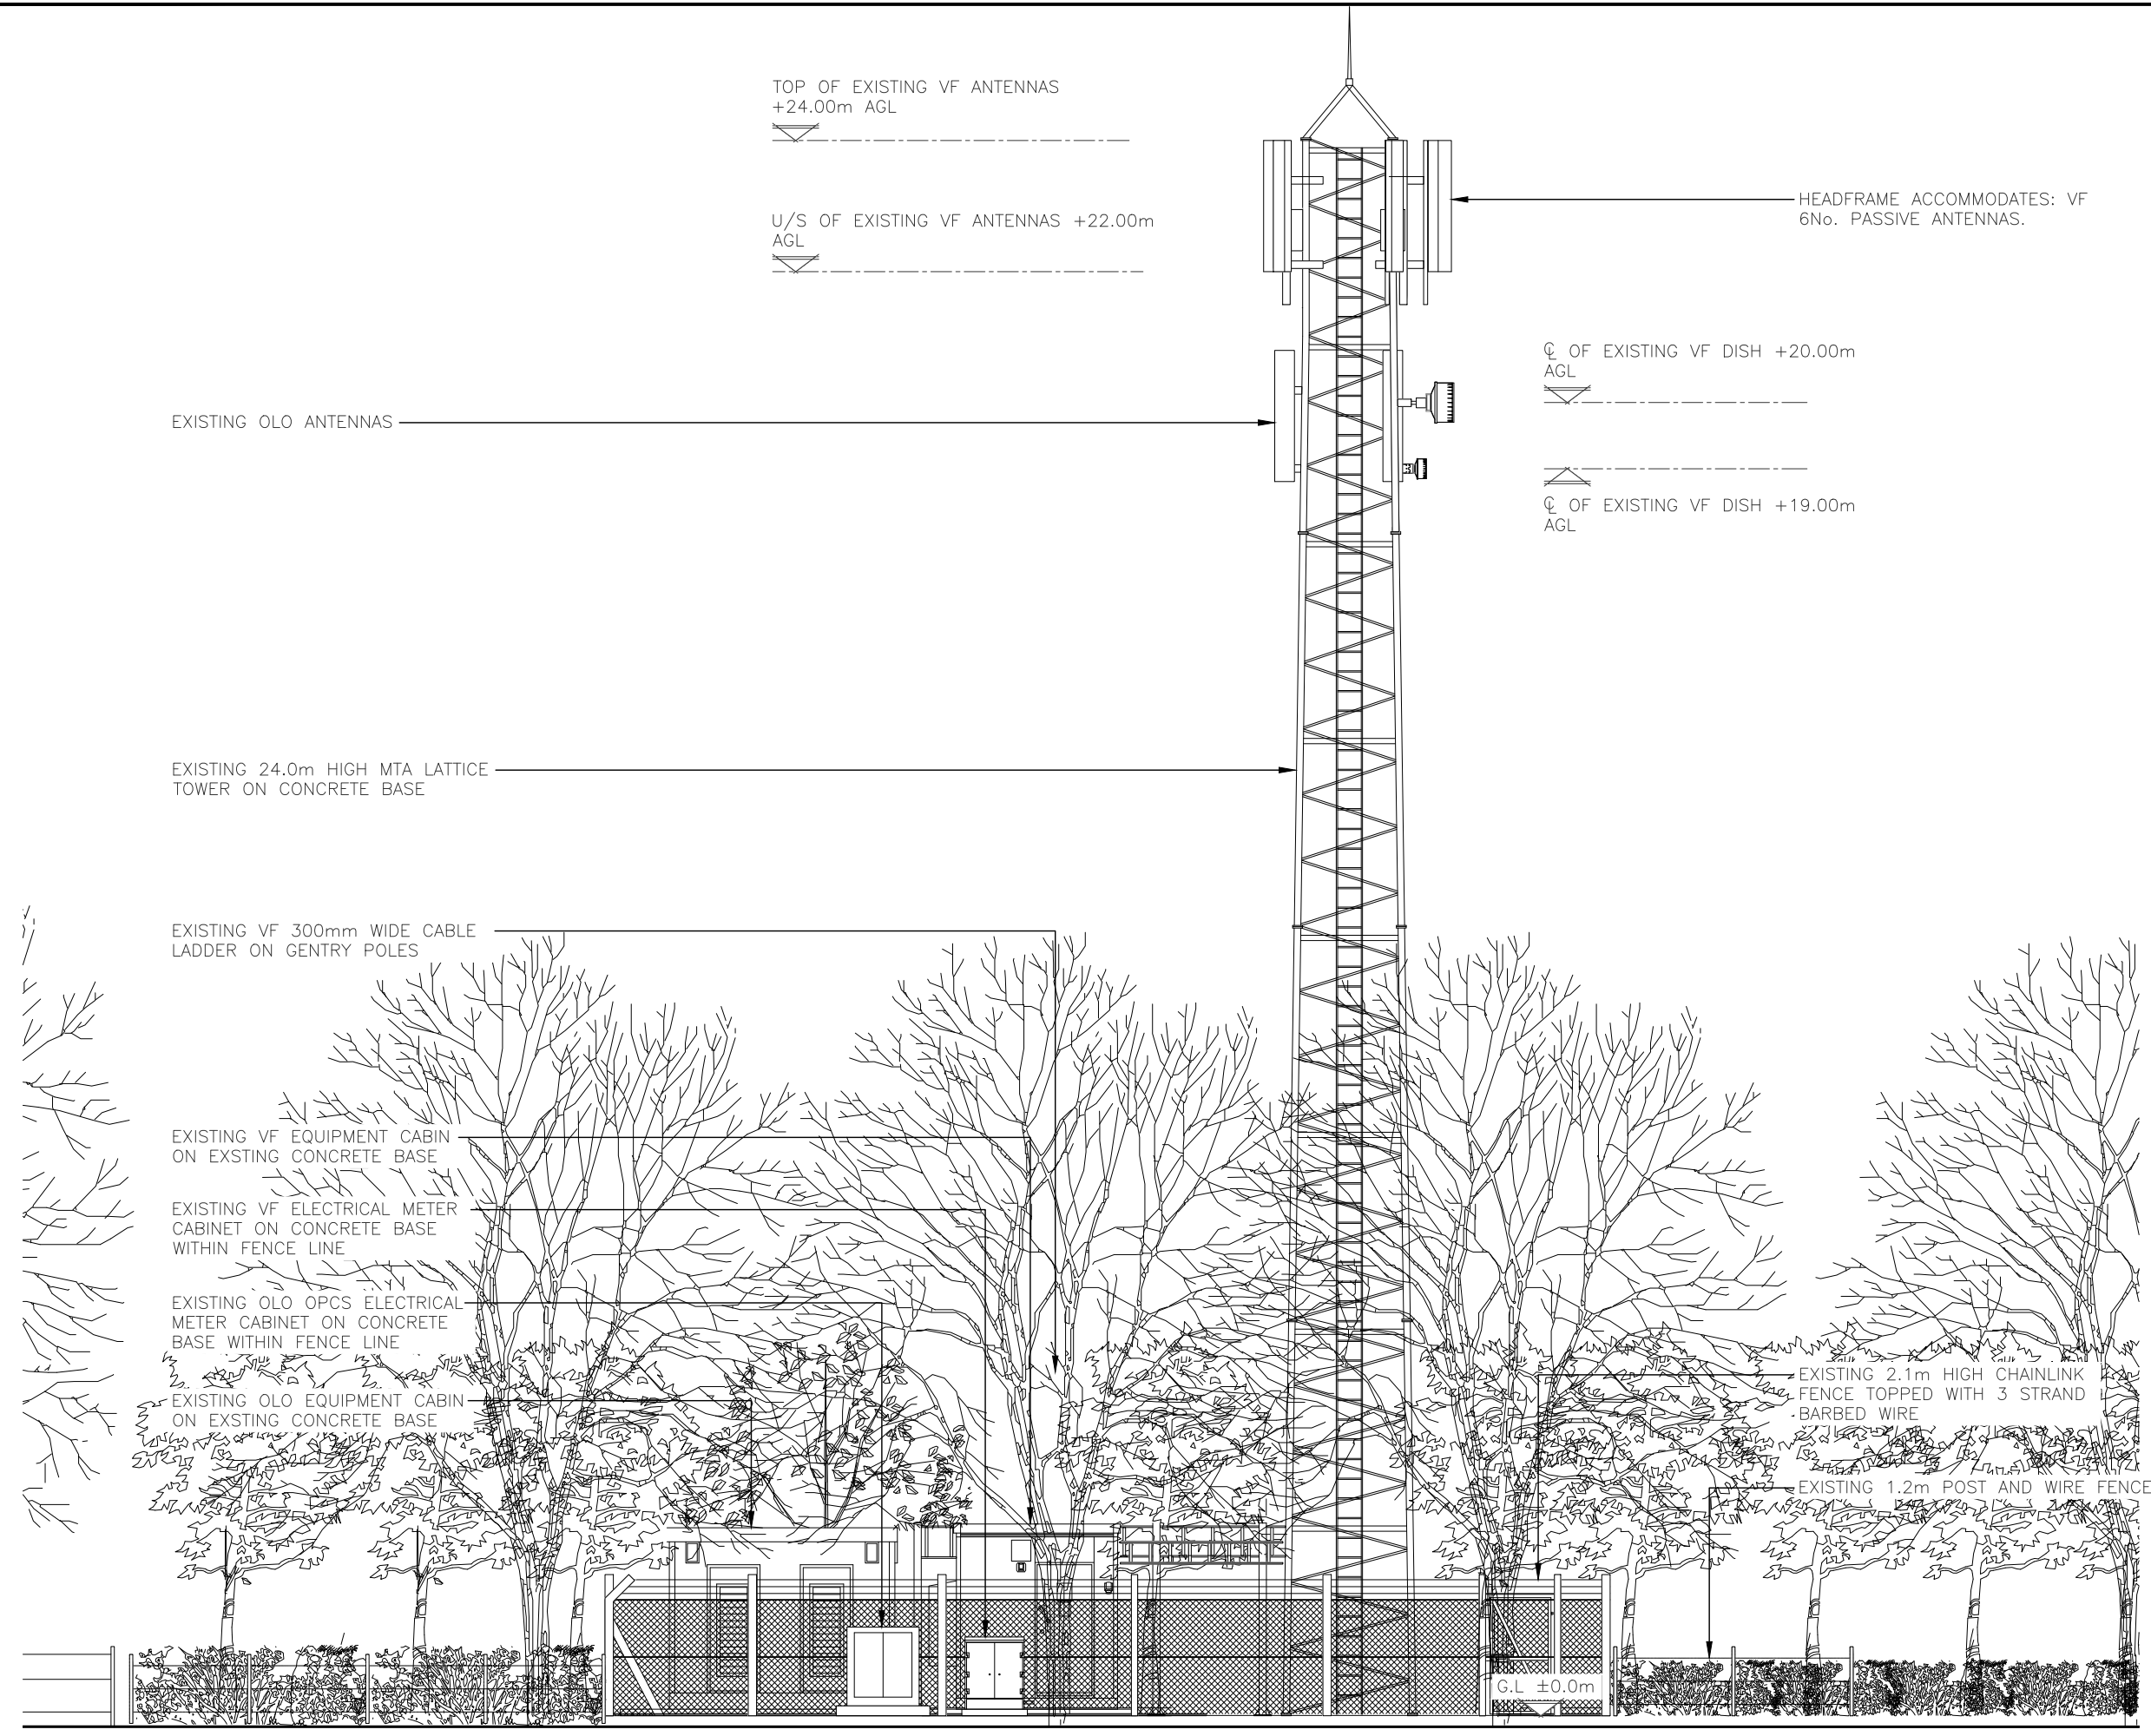 TOP OF EXISTING VF ANTENNAS
+24.00m AGL
U/S OF EXISTING VF ANTENNAS +22.00m
AGL
HEADFRAME ACCOMMODATES: VF
6No. PASSIVE ANTENNAS.
℄ OF EXISTING VF DISH +20.00m
AGL
EXISTING OLO ANTENNAS
℄ OF EXISTING VF DISH +19.00m
AGL
EXISTING 24.0m HIGH MTA LATTICE
TOWER ON CONCRETE BASE
EXISTING VF 300mm WIDE CABLE
LADDER ON GENTRY POLES
EXISTING VF EQUIPMENT CABIN
ON EXSTING CONCRETE BASE
EXISTING VF ELECTRICAL METER
CABINET ON CONCRETE BASE
WITHIN FENCE LINE
EXISTING OLO OPCS ELECTRICAL
METER CABINET ON CONCRETE
BASE WITHIN FENCE LINE
EXISTING OLO EQUIPMENT CABIN
ON EXSTING CONCRETE BASE
EXISTING 2.1m HIGH CHAINLINK
FENCE TOPPED WITH 3 STRAND
BARBED WIRE
EXISTING 1.2m POST AND WIRE FENCE
G.L ±0.0m